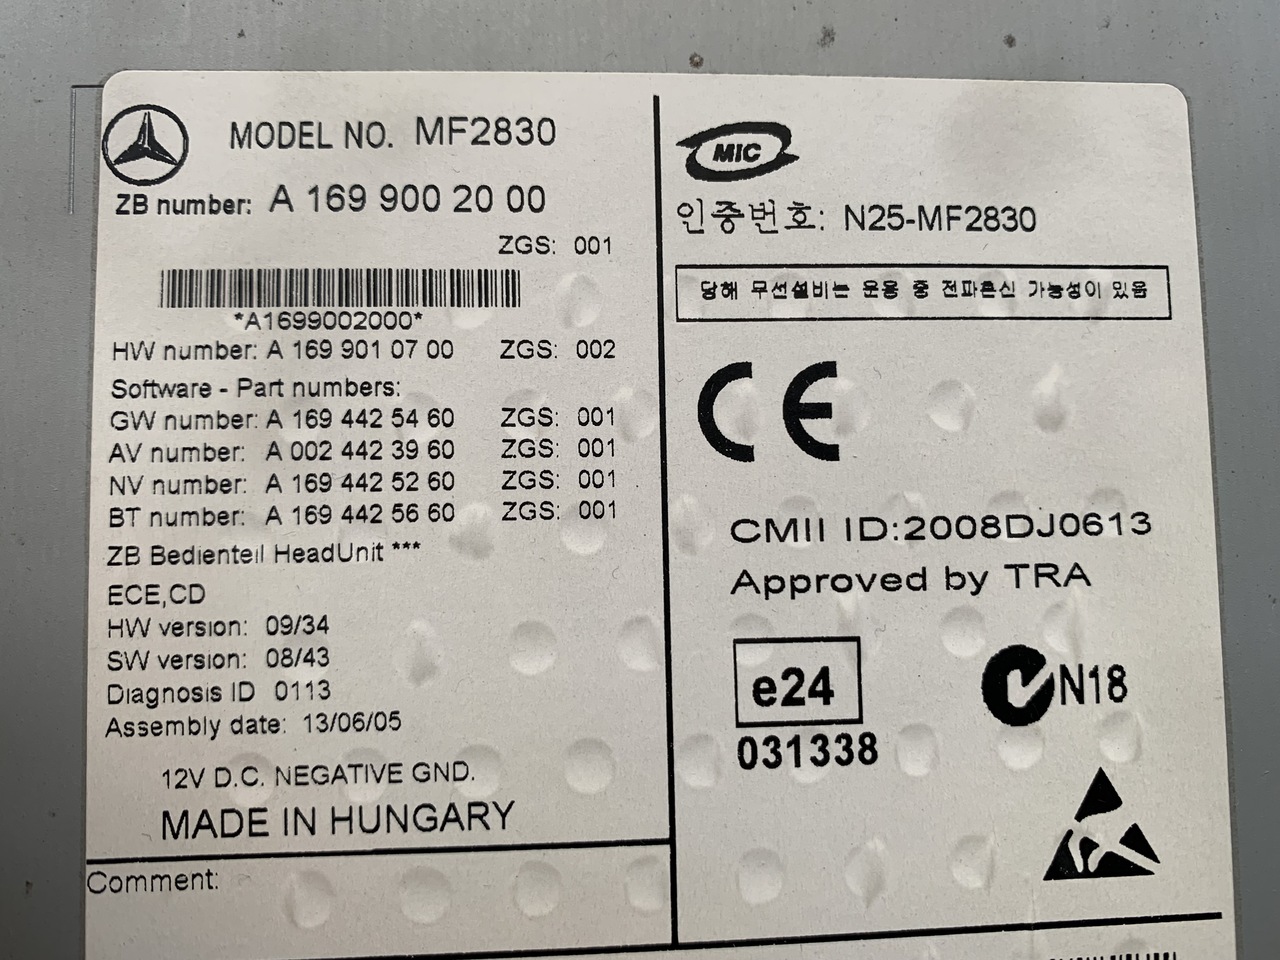 MODEL NO. MF2830
ZB number: A 169 900 20 00
ZGS: 001
*A1699002000*
HW number: A 169 901 07 00 ZGS: 002
Software - Part numbers:
GW number: A 169 442 54 60 ZGS: 001
AV number: A 002 442 39 60 ZGS: 001
NV number: A 169 442 52 60 ZGS: 001
BT number: A 169 442 56 60 ZGS: 001
ZB Bedienteil HeadUnit ***
ECE,CD
HW version: 09/34
SW version: 08/43
Diagnosis ID 0113
Assembly date: 13/06/05
12V D.C. NEGATIVE GND.
MADE IN HUNGARY
Comment:
MIC
인증번호: N25-MF2830
당해 무선설비는 운용 중 전파혼신 가능성이 있음
CE
CMII ID:2008DJ0613
Approved by TRA
e24
031338
N18